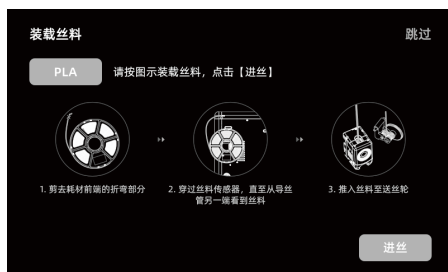 装载丝料
跳过
PLA
请按图示装载丝料，点击【进丝】
1. 剪去耗材前端的折弯部分
2. 穿过丝料传感器，直至从导丝
管另一端看到丝料
3. 推入丝料至送丝轮
进丝